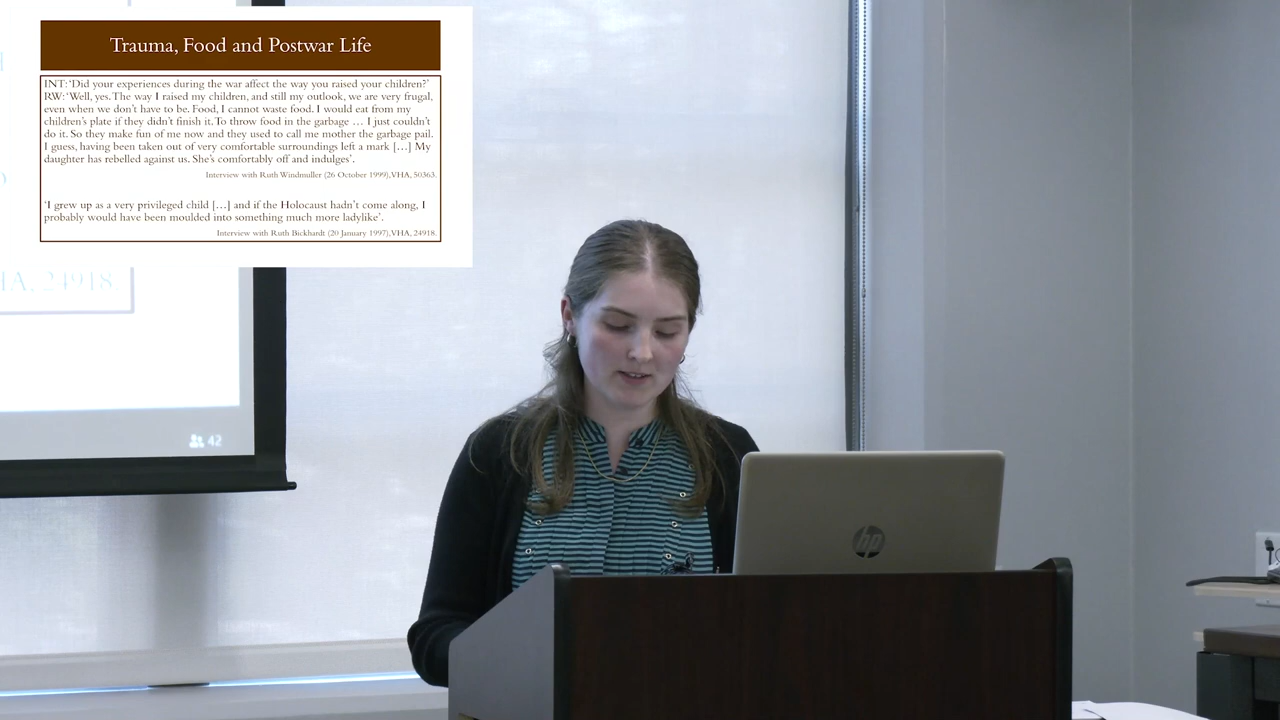 Trauma, Food and Postwar Life
INT: 'Did your experiences during the war affect the way you raised your children?'
RW: 'Well, yes. The way I raised my children, and still my outlook, we are very frugal,
even when we don't have to be. Food, I cannot waste food. I would eat from my
children's plate if they didn't finish it. To throw food in the garbage … I just couldn't
do it. So they make fun of me now and they used to call me mother the garbage pail.
I guess, having been taken out of very comfortable surroundings left a mark [...] My
daughter has rebelled against us. She's comfortably off and indulges'.
Interview with Ruth Windmuller (26 October 1999), VHA, 50363.
'I grew up as a very privileged child [...] and if the Holocaust hadn't come along, I
probably would have been moulded into something much more ladylike'.
Interview with Ruth Bickhardt (20 January 1997), VHA, 24918.
HA, 24918.
42
hp